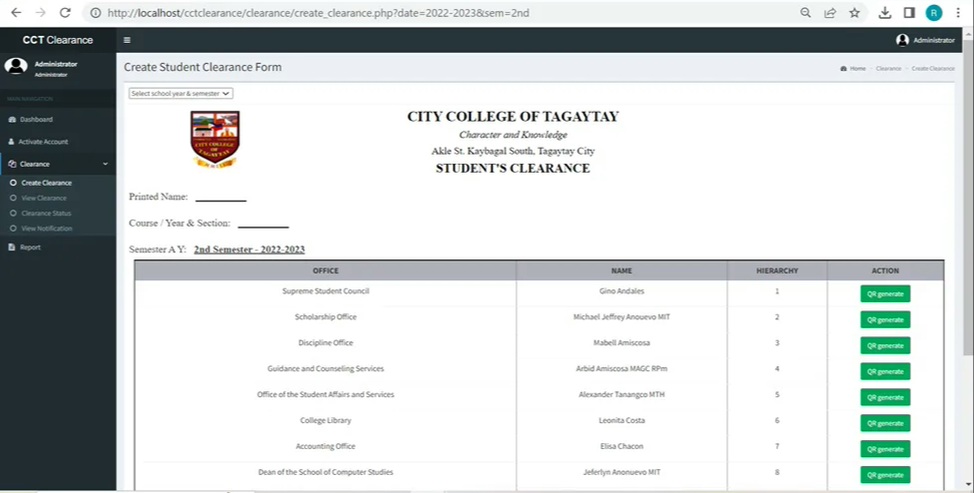 http://localhost/cctclearance/clearance/create_clearance.php?date=2022-2023&sem=2nd
R
CCT Clearance
Administrator
Administrator
Administrator
MAIN NAVIGATION
Dashboard
Activate Account
Clearance
Create Clearance
View Clearance
Clearance Status
View Notification
Report
Create Student Clearance Form
Home Clearance Create Clearance
Select school year & semester
CITY COLLEGE OF TAGAYTAY
Character and Knowledge
Akle St. Kaybagal South, Tagaytay City
STUDENT'S CLEARANCE
Printed Name:
Course / Year & Section:
Semester A Y: 2nd Semester - 2022-2023
OFFICE NAME HIERARCHY ACTION
Supreme Student Council Gino Andales 1 QR generate
Scholarship Office Michael Jeffrey Anouevo MIT 2 QR generate
Discipline Office Mabell Amiscosa 3 QR generate
Guidance and Counseling Services Arbid Amiscosa MAGC RPm 4 QR generate
Office of the Student Affairs and Services Alexander Tanangco MTH 5 QR generate
College Library Leonita Costa 6 QR generate
Accounting Office Elisa Chacon 7 QR generate
Dean of the School of Computer Studies Jeferlyn Anonuevo MIT 8 QR generate